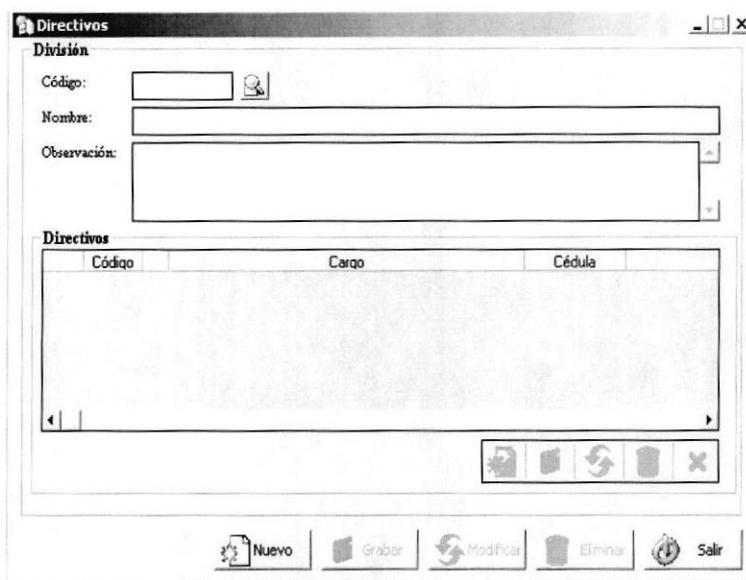 Directivos
División
Código:
Nombre:
Observación:
Directivos
Código Cargo Cédula
Nuevo Grabar Modificar Eliminar Salir